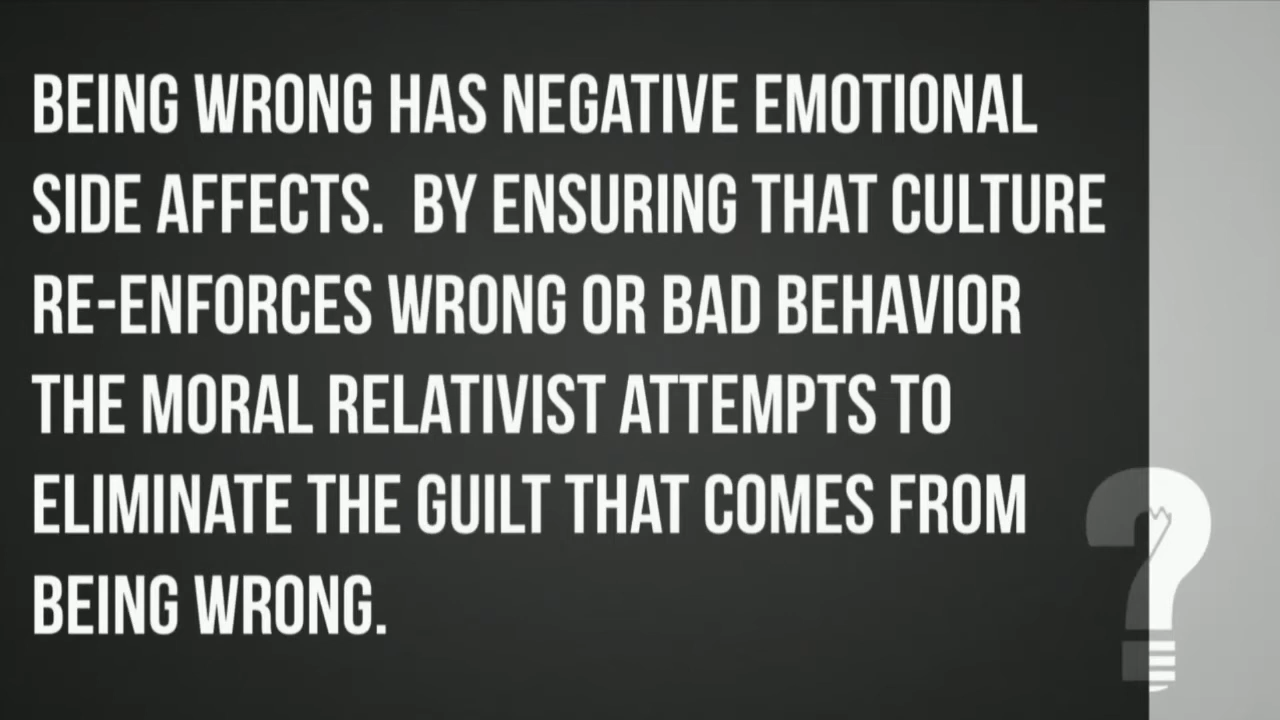 BEING WRONG HAS NEGATIVE EMOTIONAL
SIDE AFFECTS.  BY ENSURING THAT CULTURE
RE-ENFORCES WRONG OR BAD BEHAVIOR
THE MORAL RELATIVIST ATTEMPTS TO
ELIMINATE THE GUILT THAT COMES FROM
BEING WRONG.